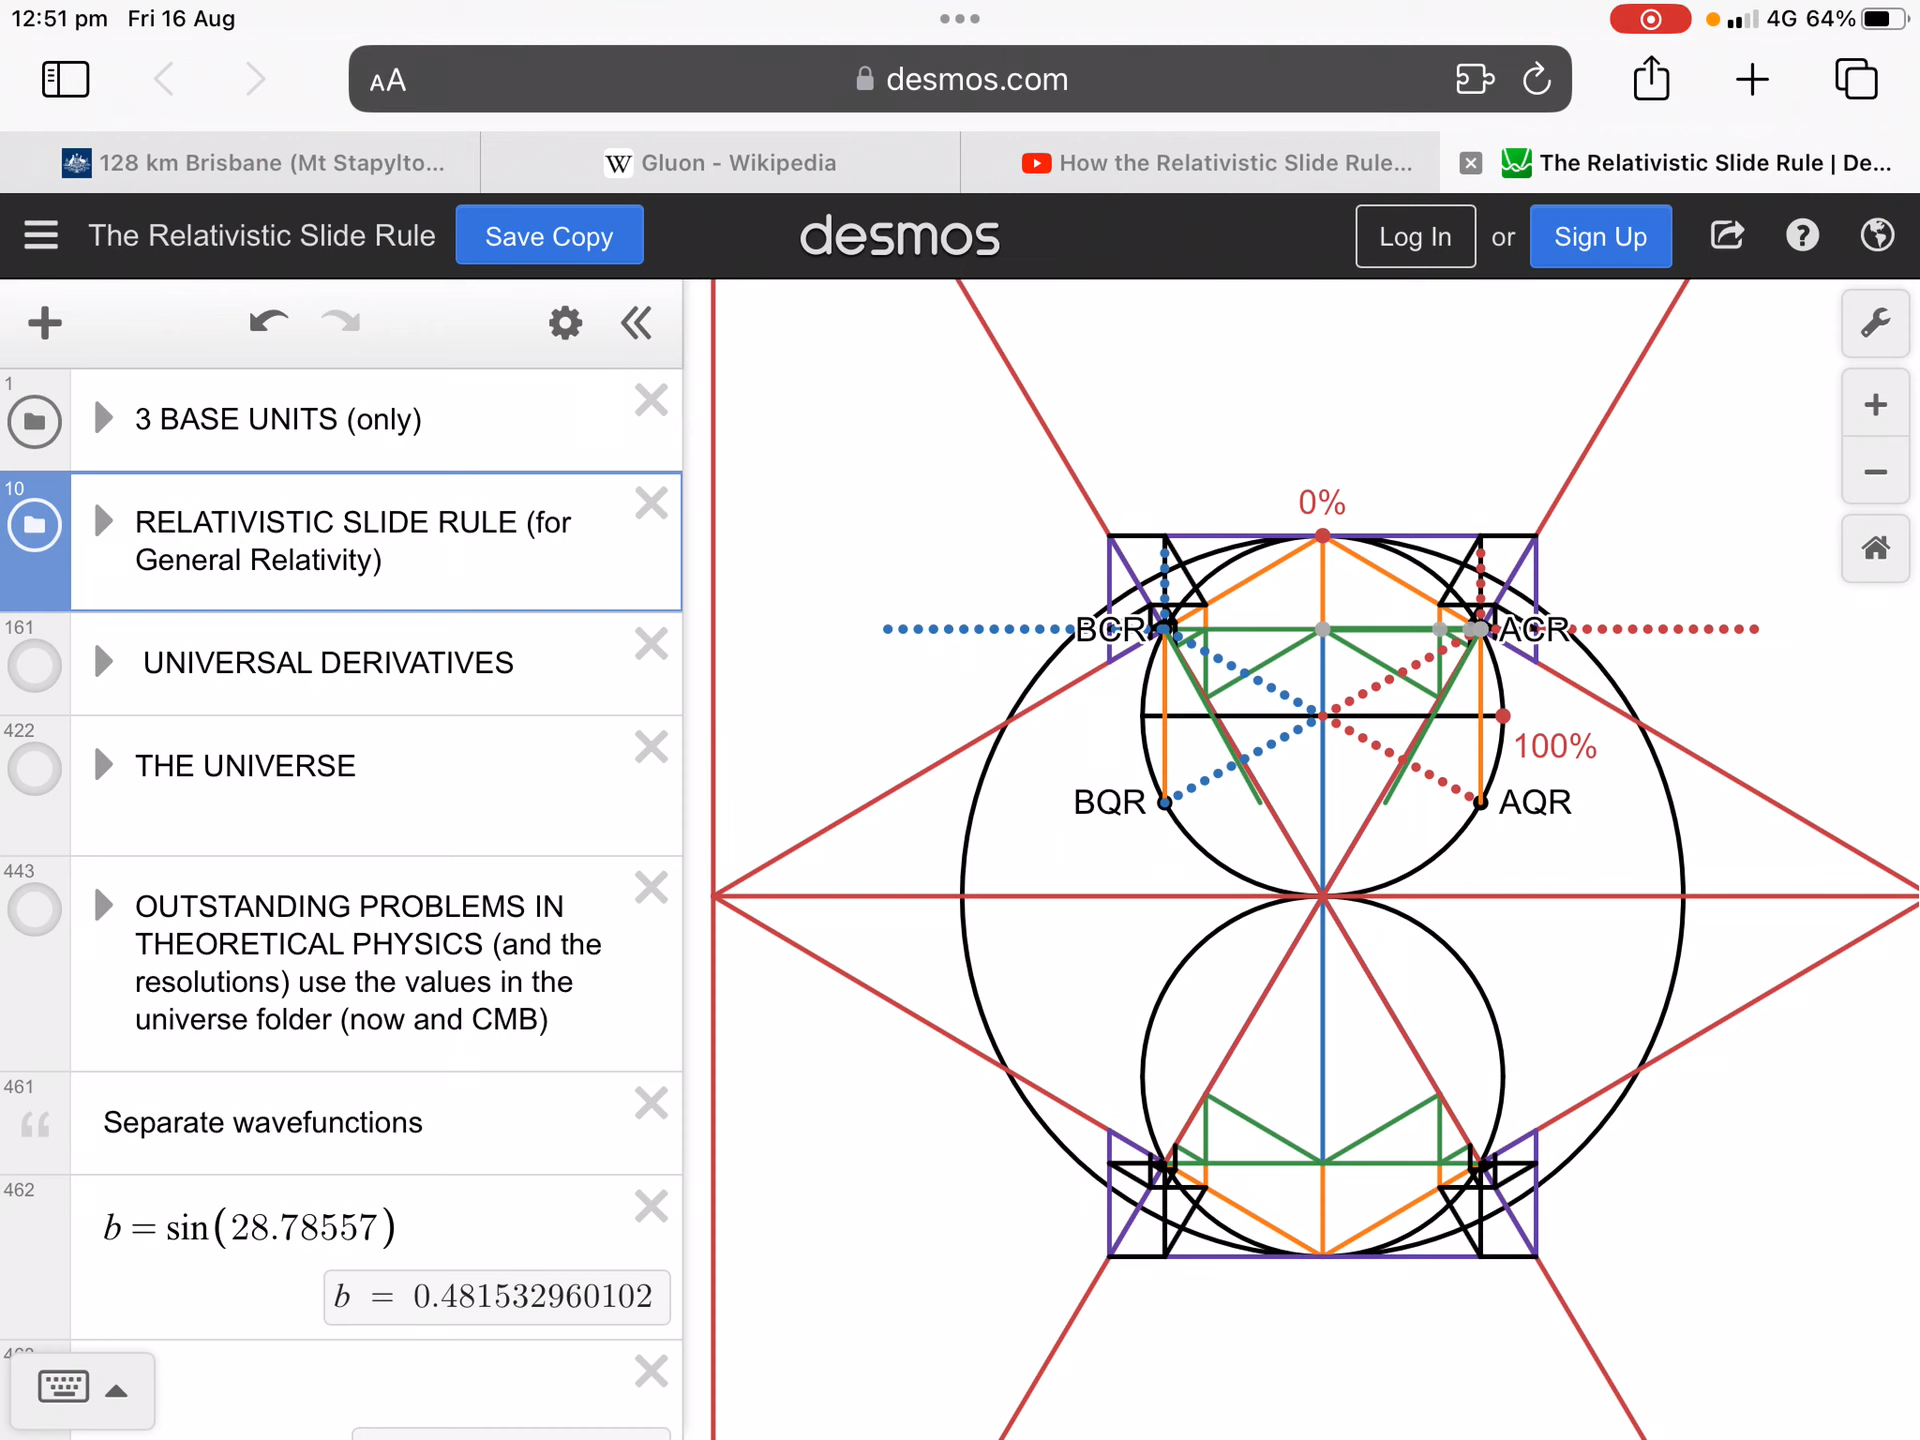 12:51 pm Fri 16 Aug
4G 64%
AA
desmos.com
128 km Brisbane (Mt Stapylto...
W Gluon - Wikipedia
How the Relativistic Slide Rule...
The Relativistic Slide Rule | De...
The Relativistic Slide Rule
Save Copy
desmos
Log In or Sign Up
1
3 BASE UNITS (only)
10
RELATIVISTIC SLIDE RULE (for
General Relativity)
161
UNIVERSAL DERIVATIVES
422
THE UNIVERSE
443
OUTSTANDING PROBLEMS IN
THEORETICAL PHYSICS (and the
resolutions) use the values in the
universe folder (now and CMB)
461
Separate wavefunctions
462
b = sin(28.78557)
b = 0.481532960102
0%
BCR
ACR
100%
BQR
AQR